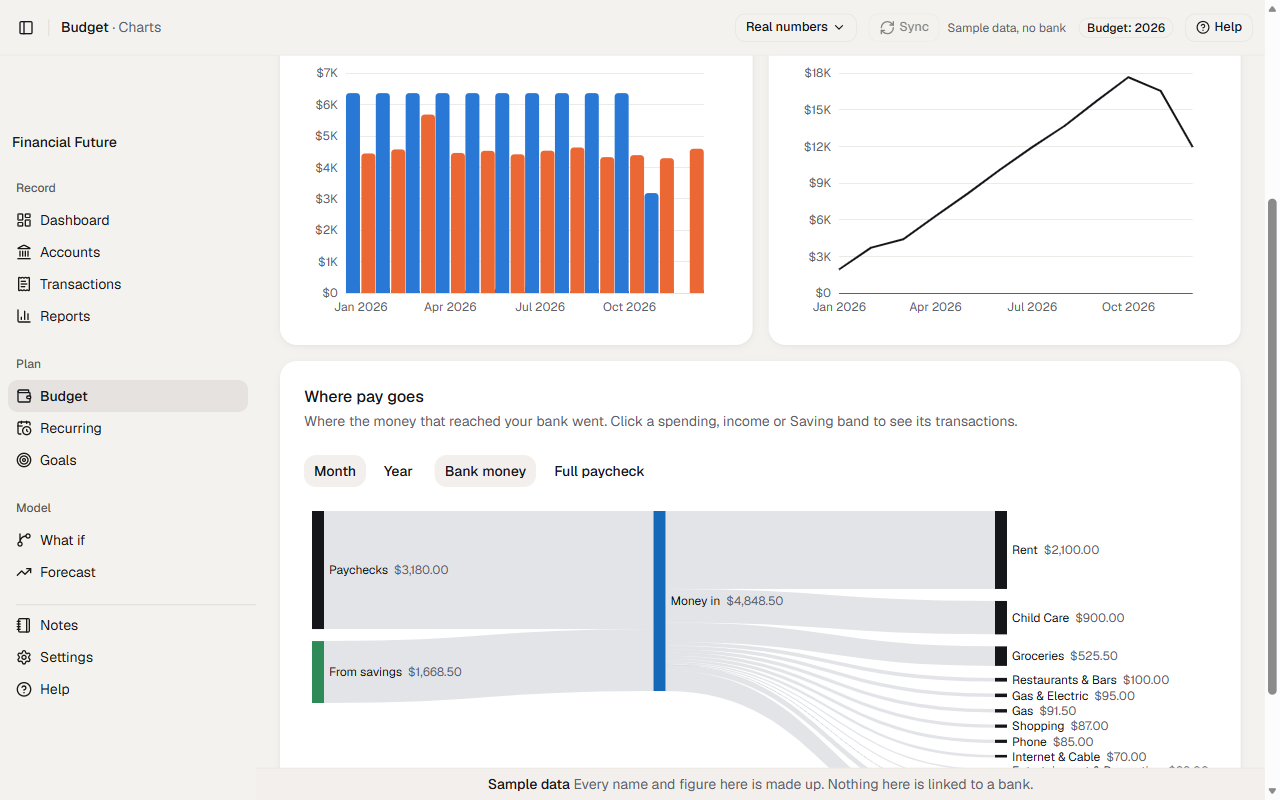 Budget · Charts
Real numbers
Sync
Sample data, no bank
Budget: 2026
Help
Financial Future
Record
Dashboard
Accounts
Transactions
Reports
Plan
Budget
Recurring
Goals
Model
What if
Forecast
Notes
Settings
Help
$7K
$6K
$5K
$4K
$3K
$2K
$1K
$0
Jan 2026 Apr 2026 Jul 2026 Oct 2026
$18K
$15K
$12K
$9K
$6K
$3K
$0
Jan 2026 Apr 2026 Jul 2026 Oct 2026
Where pay goes
Where the money that reached your bank went. Click a spending, income or Saving band to see its transactions.
Month Year Bank money Full paycheck
Paychecks $3,180.00
From savings $1,668.50
Money in $4,848.50
Rent $2,100.00
Child Care $900.00
Groceries $525.50
Restaurants & Bars $100.00
Gas & Electric $95.00
Gas $91.50
Shopping $87.00
Phone $85.00
Internet & Cable $70.00
Sample data Every name and figure here is made up. Nothing here is linked to a bank.